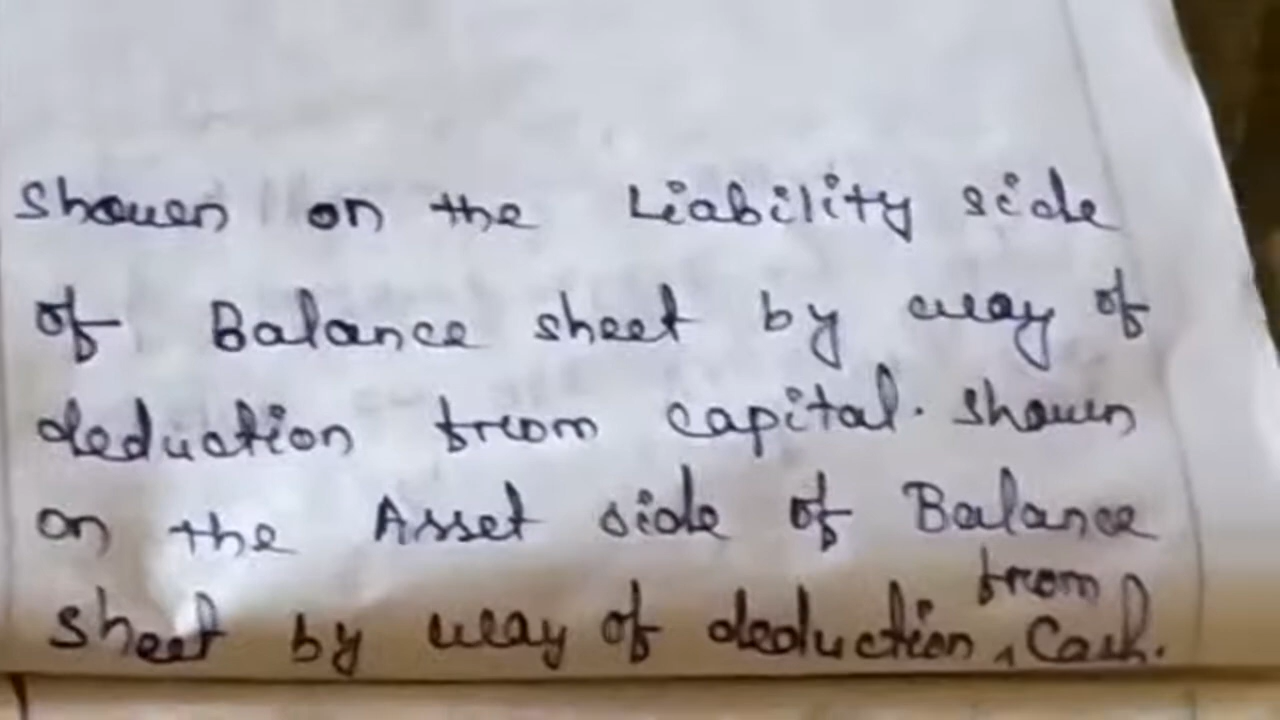 shown on the Liability side
of Balance sheet by way of
deduction from capital. shown
on the Asset side of Balance
sheet by way of deduction from Cash.